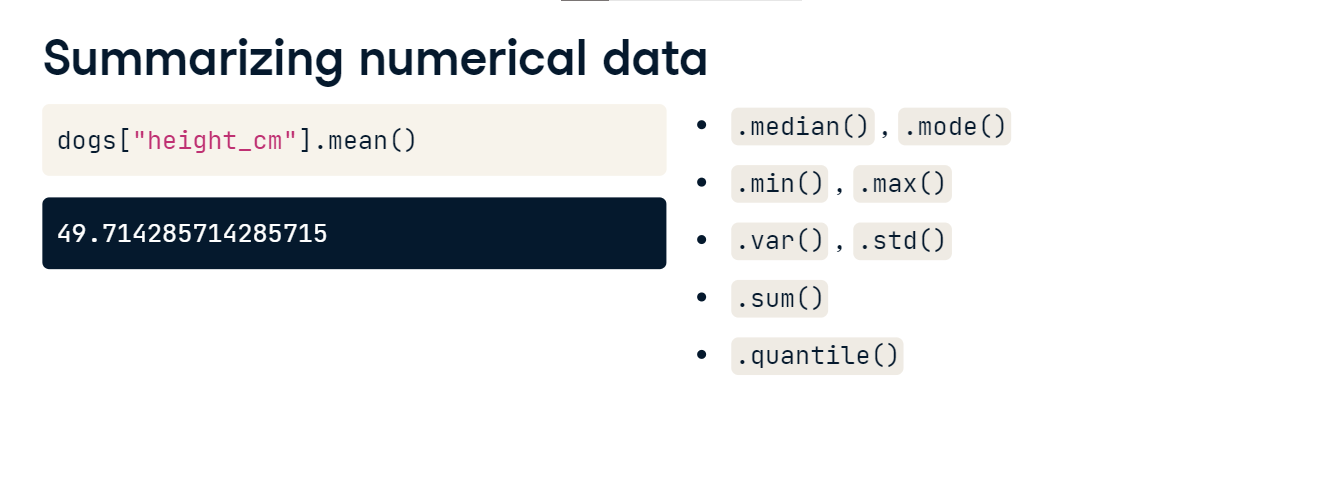 Summarizing numerical data
dogs["height_cm"].mean()
49.714285714285715
.median() , .mode()
.min() , .max()
.var() , .std()
.sum()
.quantile()